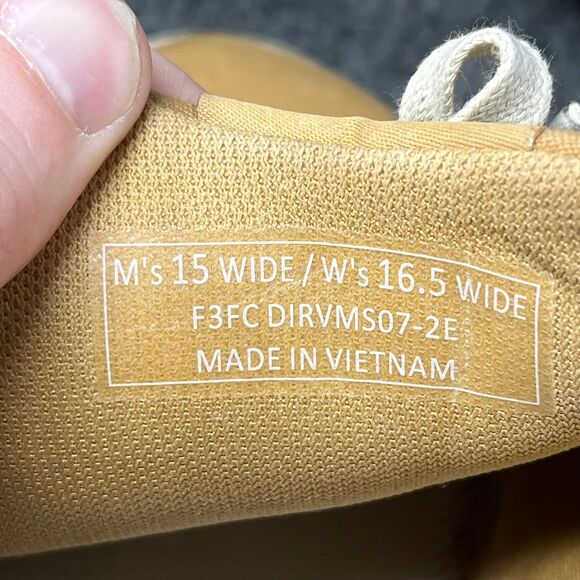 M's 15 WIDE / W's 16.5 WIDE
F3FC DIRVMS07-2E
MADE IN VIETNAM